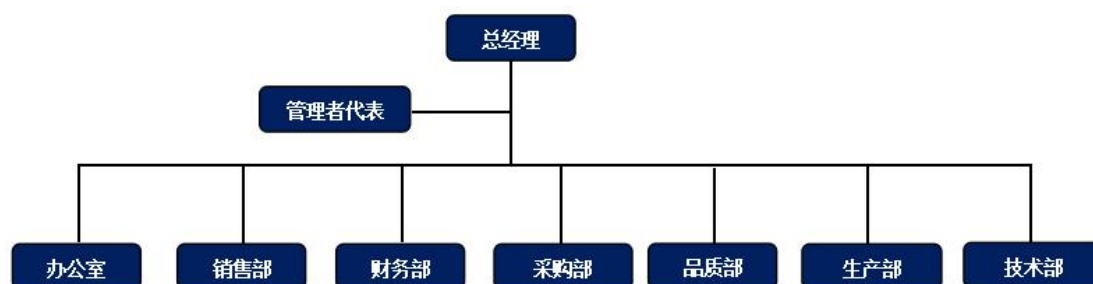 总经理
管理者代表
办公室
销售部
财务部
采购部
品质部
生产部
技术部